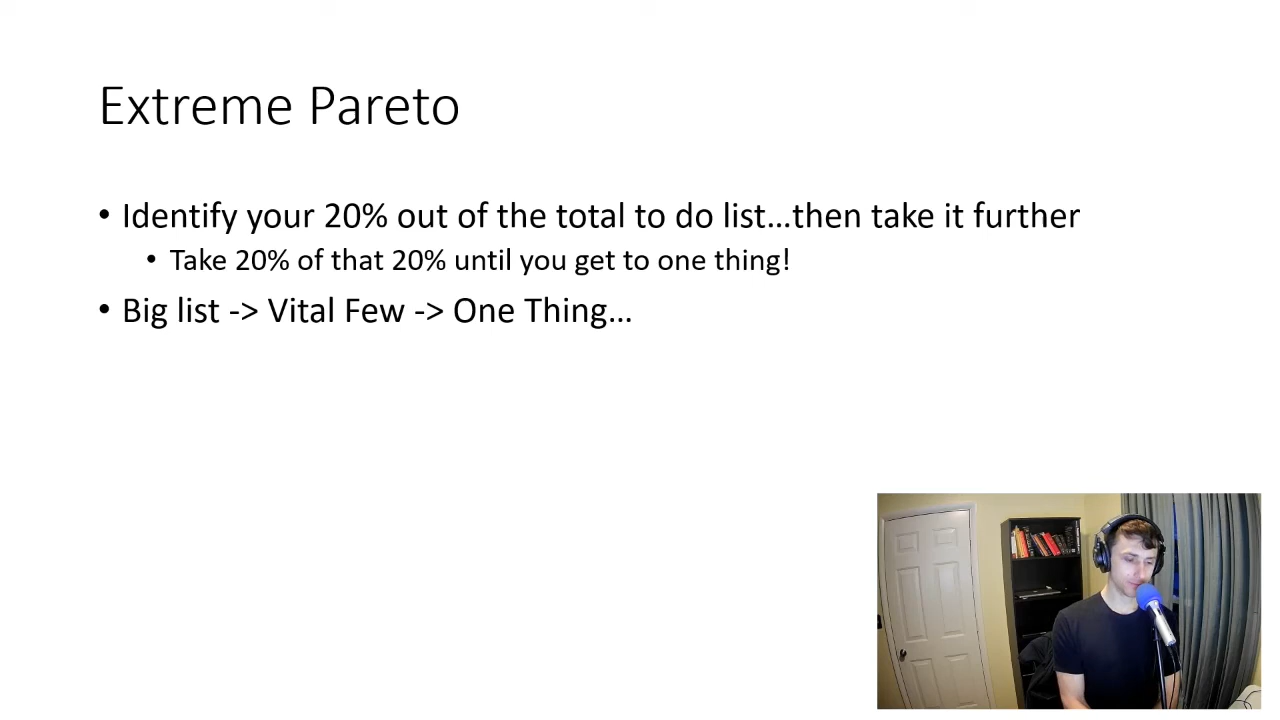 Extreme Pareto
• Identify your 20% out of the total to do list...then take it further
• Take 20% of that 20% until you get to one thing!
• Big list -> Vital Few -> One Thing...